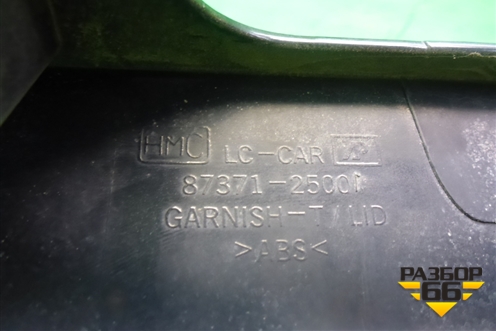 HMC LC-CAR
87371-25001
GARNISH-T/LID
>ABS<
РАЗБОР
66